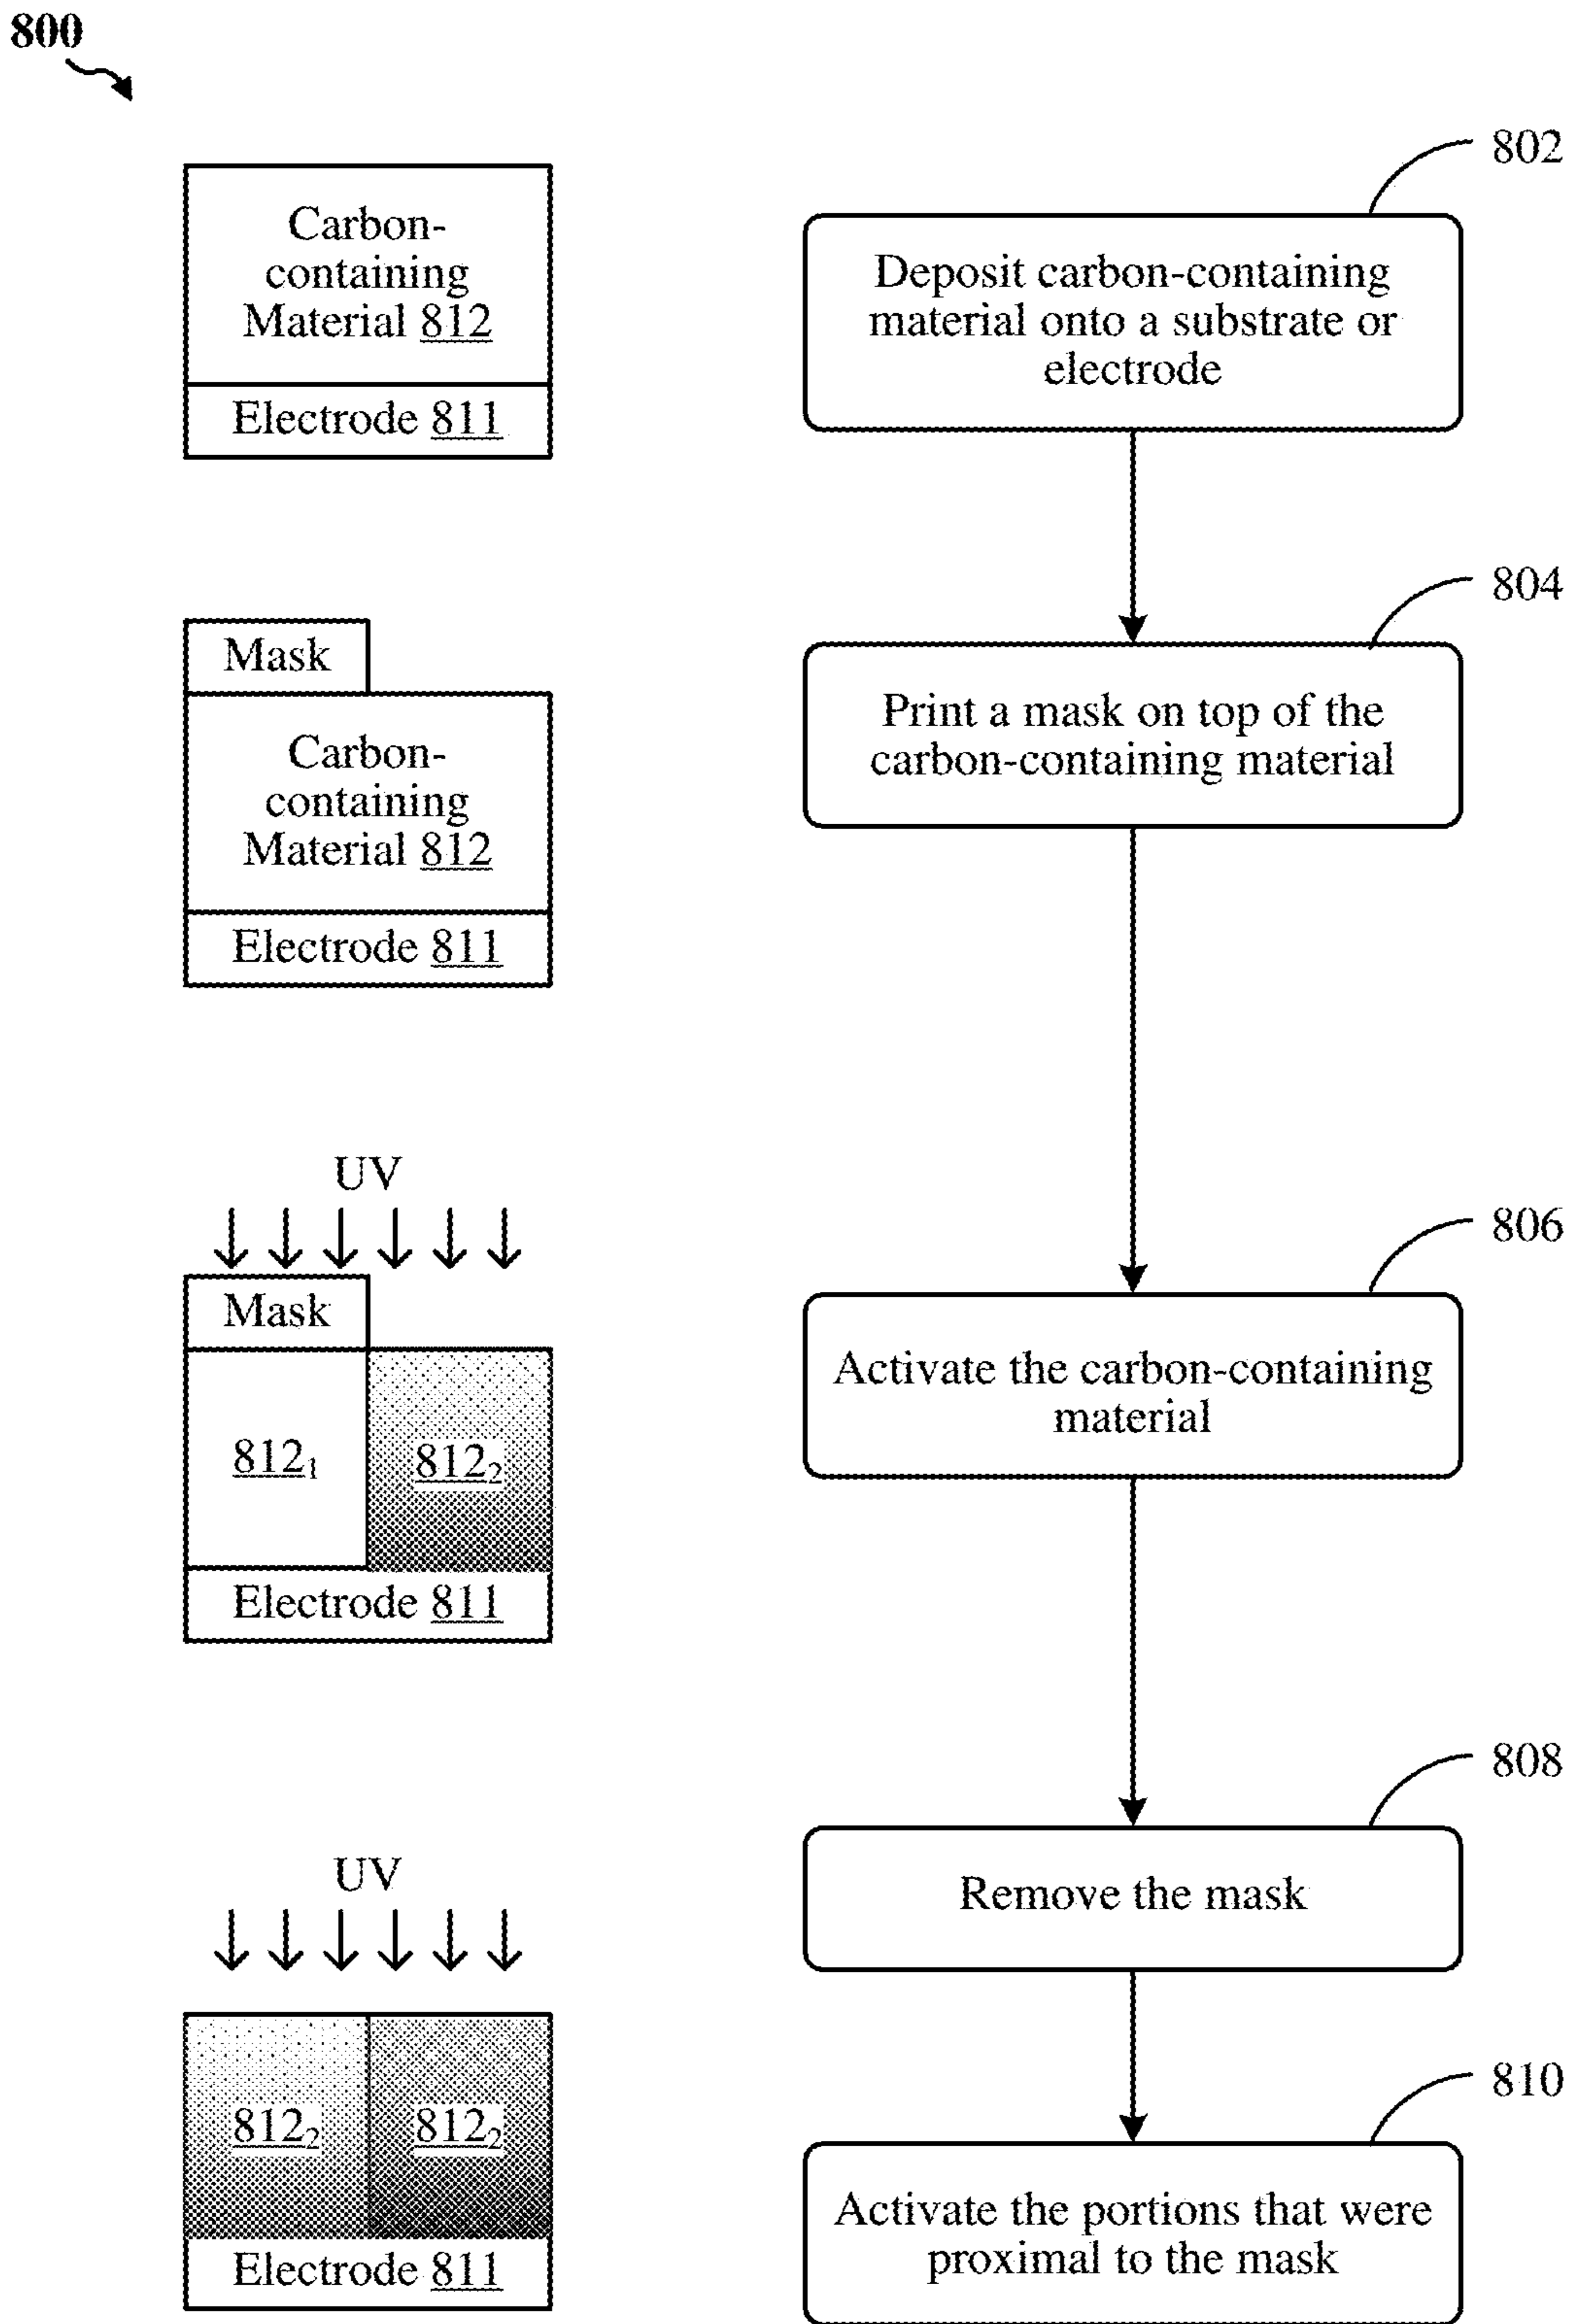 800
802
Carbon-
containing
Material 812
Electrode 811
Deposit carbon-containing
material onto a substrate or
electrode
804
Mask
Carbon-
containing
Material 812
Electrode 811
Print a mask on top of the
carbon-containing material
UV
806
Mask
812₁
812₂
Electrode 811
Activate the carbon-containing
material
808
UV
Remove the mask
810
812₂
812₂
Electrode 811
Activate the portions that were
proximal to the mask